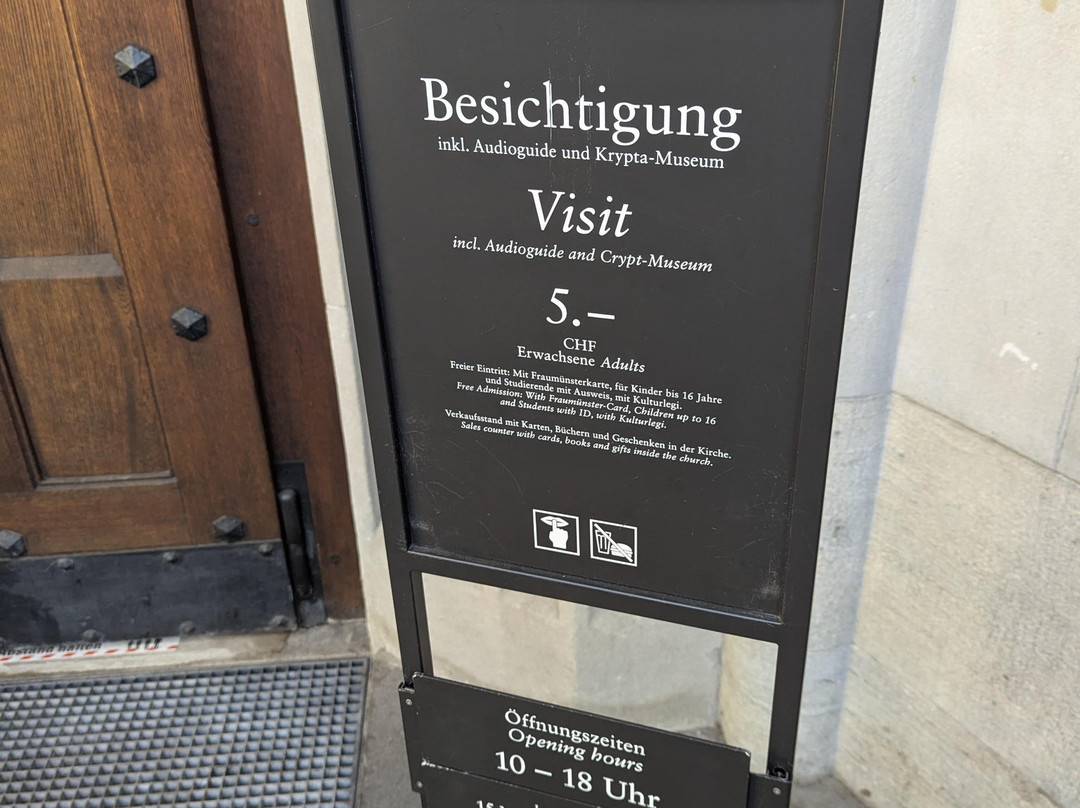 Besichtigung
inkl. Audioguide und Krypta-Museum
Visit
incl. Audioguide and Crypt-Museum
5.–
CHF
Erwachsene Adults
Freier Eintritt: Mit Fraumünsterkarte, für Kinder bis 16 Jahre
und Studierende mit Ausweis, mit Kulturlegi.
Free Admission: With Fraumünster-Card, Children up to 16
and Students with ID, with Kulturlegi.
Verkaufsstand mit Karten, Büchern und Geschenken in der Kirche.
Sales counter with cards, books and gifts inside the church.
Öffnungszeiten
Opening hours
10 – 18 Uhr
Abstand halten